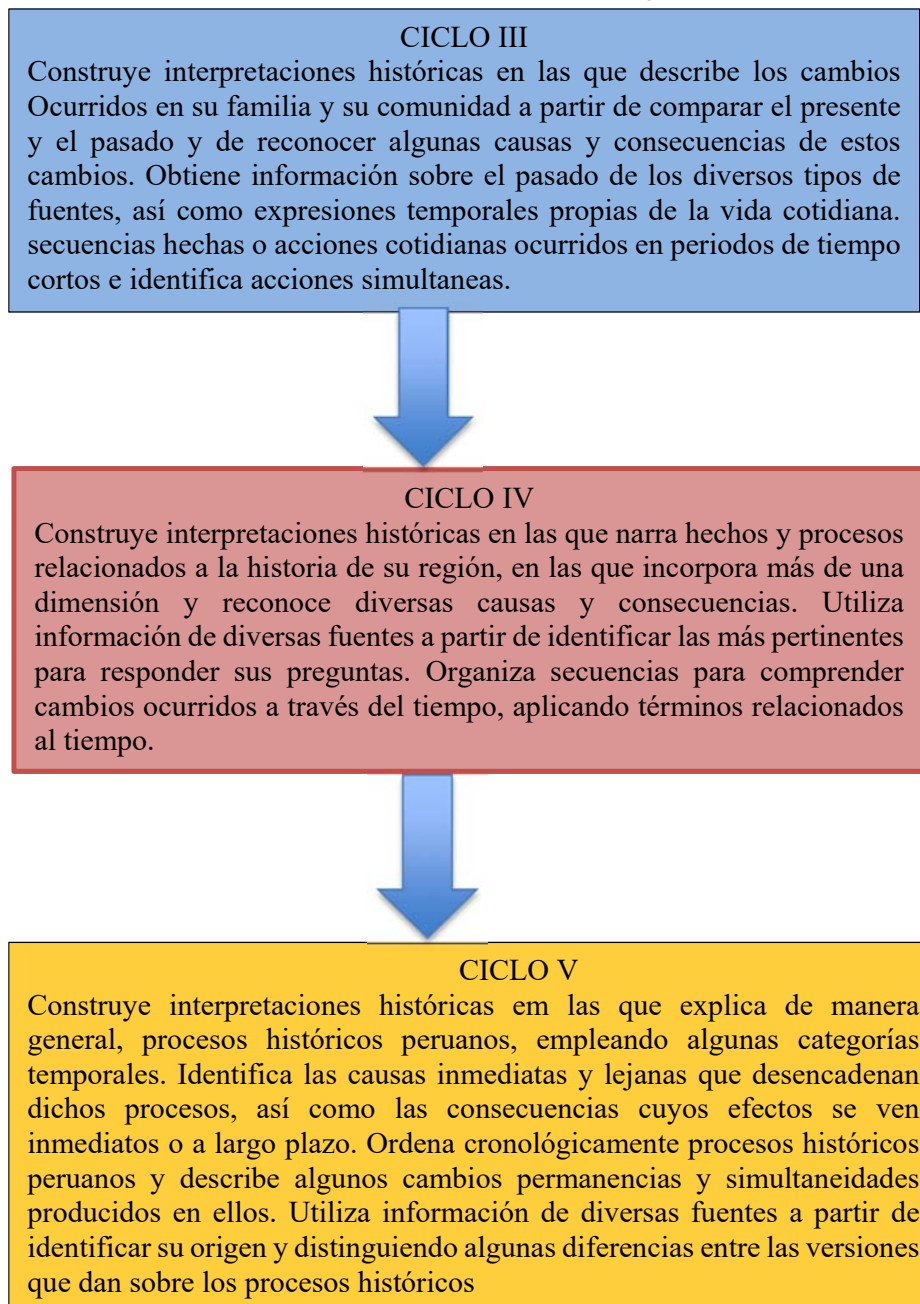 CICLO III
Construye interpretaciones históricas en las que describe los cambios
Ocurridos en su familia y su comunidad a partir de comparar el presente
y el pasado y de reconocer algunas causas y consecuencias de estos
cambios. Obtiene información sobre el pasado de los diversos tipos de
fuentes, así como expresiones temporales propias de la vida cotidiana.
secuencias hechas o acciones cotidianas ocurridos en periodos de tiempo
cortos e identifica acciones simultaneas.
CICLO IV
Construye interpretaciones históricas en las que narra hechos y procesos
relacionados a la historia de su región, en las que incorpora más de una
dimensión y reconoce diversas causas y consecuencias. Utiliza
información de diversas fuentes a partir de identificar las más pertinentes
para responder sus preguntas. Organiza secuencias para comprender
cambios ocurridos a través del tiempo, aplicando términos relacionados
al tiempo.
CICLO V
Construye interpretaciones históricas em las que explica de manera
general, procesos históricos peruanos, empleando algunas categorías
temporales. Identifica las causas inmediatas y lejanas que desencadenan
dichos procesos, así como las consecuencias cuyos efectos se ven
inmediatos o a largo plazo. Ordena cronológicamente procesos históricos
peruanos y describe algunos cambios permanencias y simultaneidades
producidos en ellos. Utiliza información de diversas fuentes a partir de
identificar su origen y distinguiendo algunas diferencias entre las versiones
que dan sobre los procesos históricos